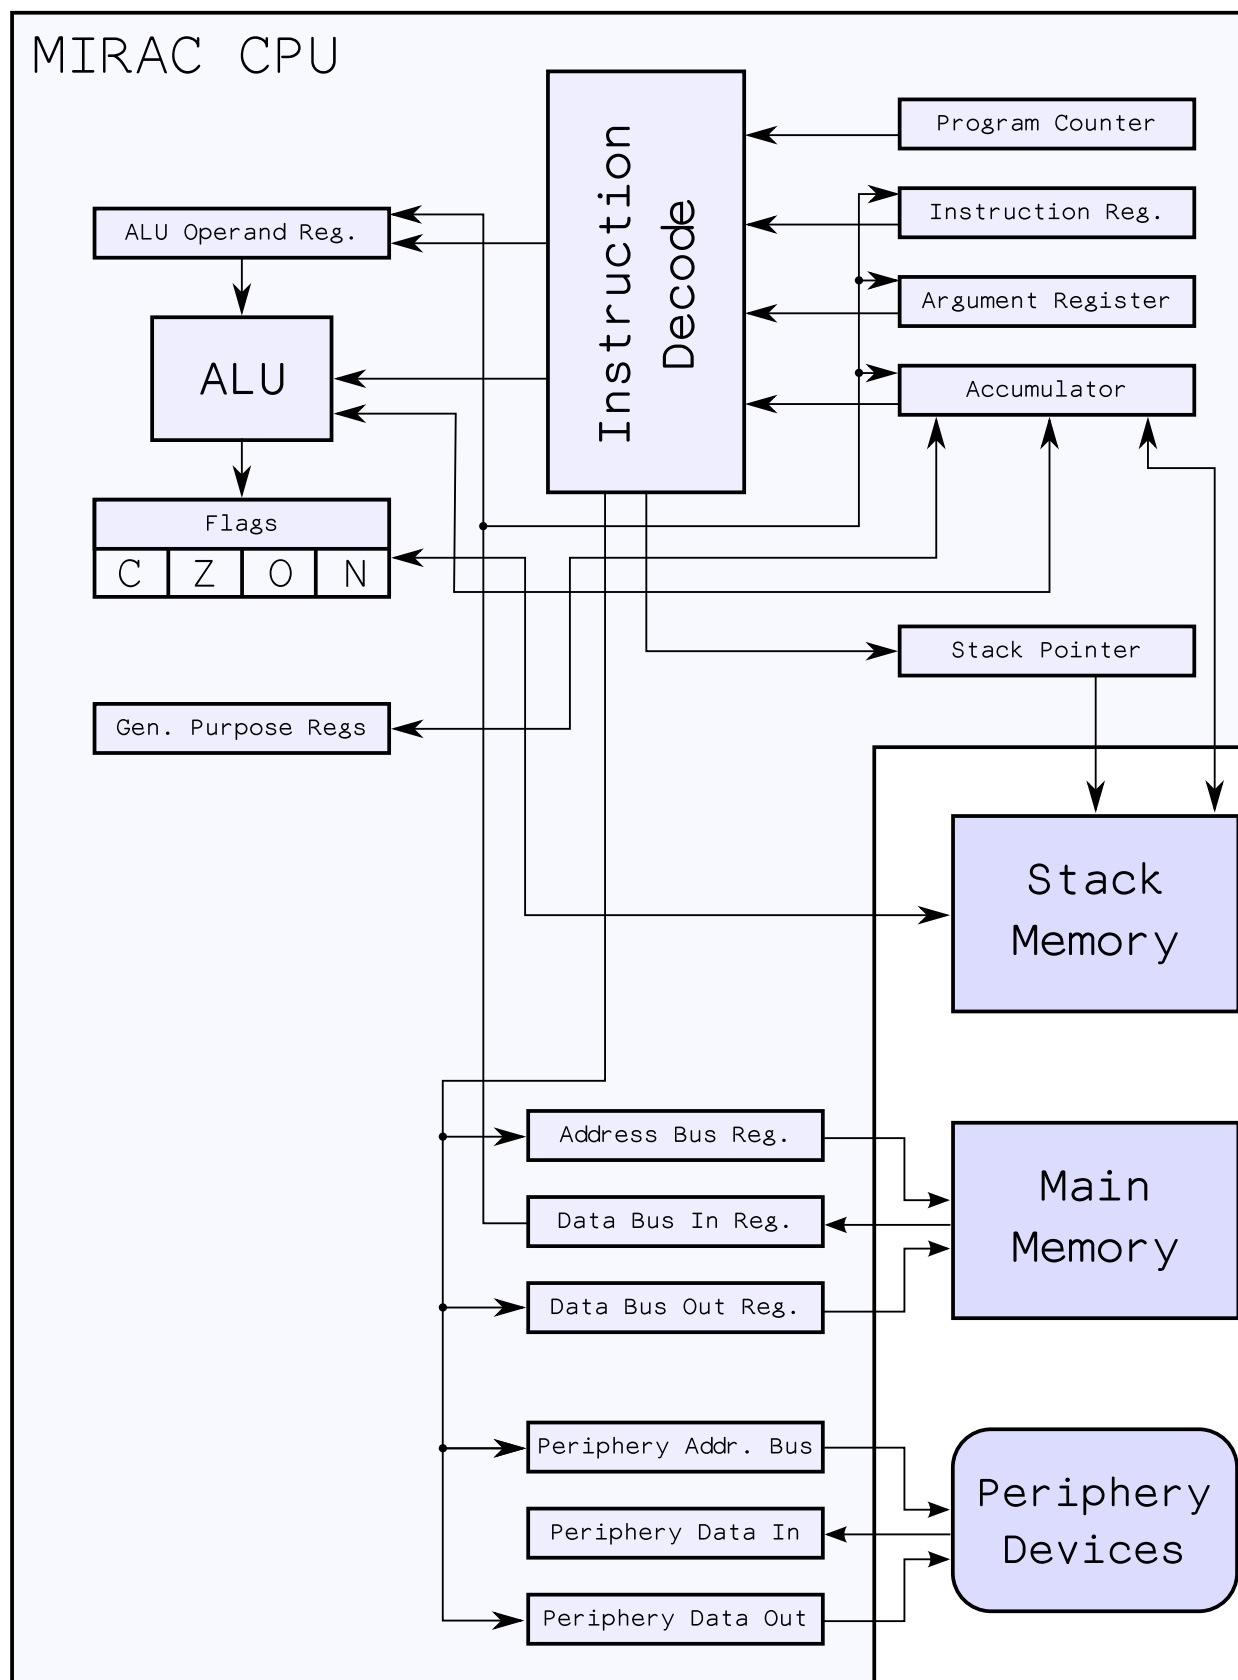 MIRAC CPU
Instruction
Decode
Program Counter
Instruction Reg.
Argument Register
Accumulator
ALU Operand Reg.
ALU
Flags
C Z O N
Stack Pointer
Gen. Purpose Regs
Stack
Memory
Address Bus Reg.
Data Bus In Reg.
Data Bus Out Reg.
Main
Memory
Periphery Addr. Bus
Periphery Data In
Periphery Data Out
Periphery
Devices